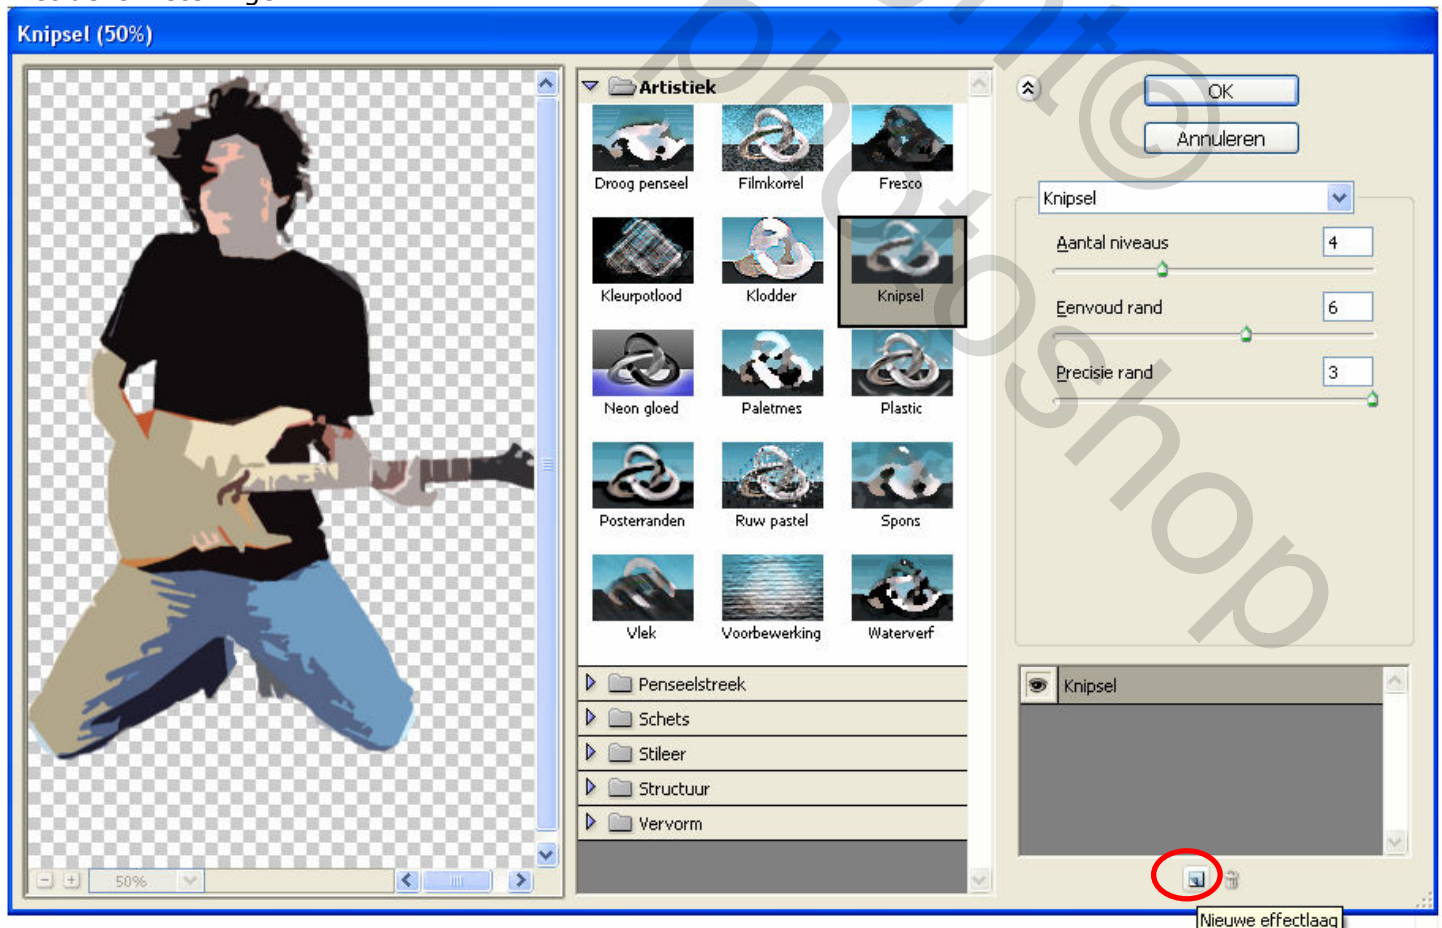 Knipsel (50%)
Artistiek
Droog penseel
Filmkorrel
Fresco
Kleurpotlood
Klodder
Knipsel
Neon gloed
Paletmes
Plastic
Posterranden
Ruw pastel
Spons
Vlek
Voorbewerking
Waterverf
Penseelstreek
Schets
Stileer
Structuur
Vervorm
50%
OK
Annuleren
Knipsel
Aantal niveaus
4
Eenvoud rand
6
Precisie rand
3
Knipsel
Nieuwe effectlaag
photoshop